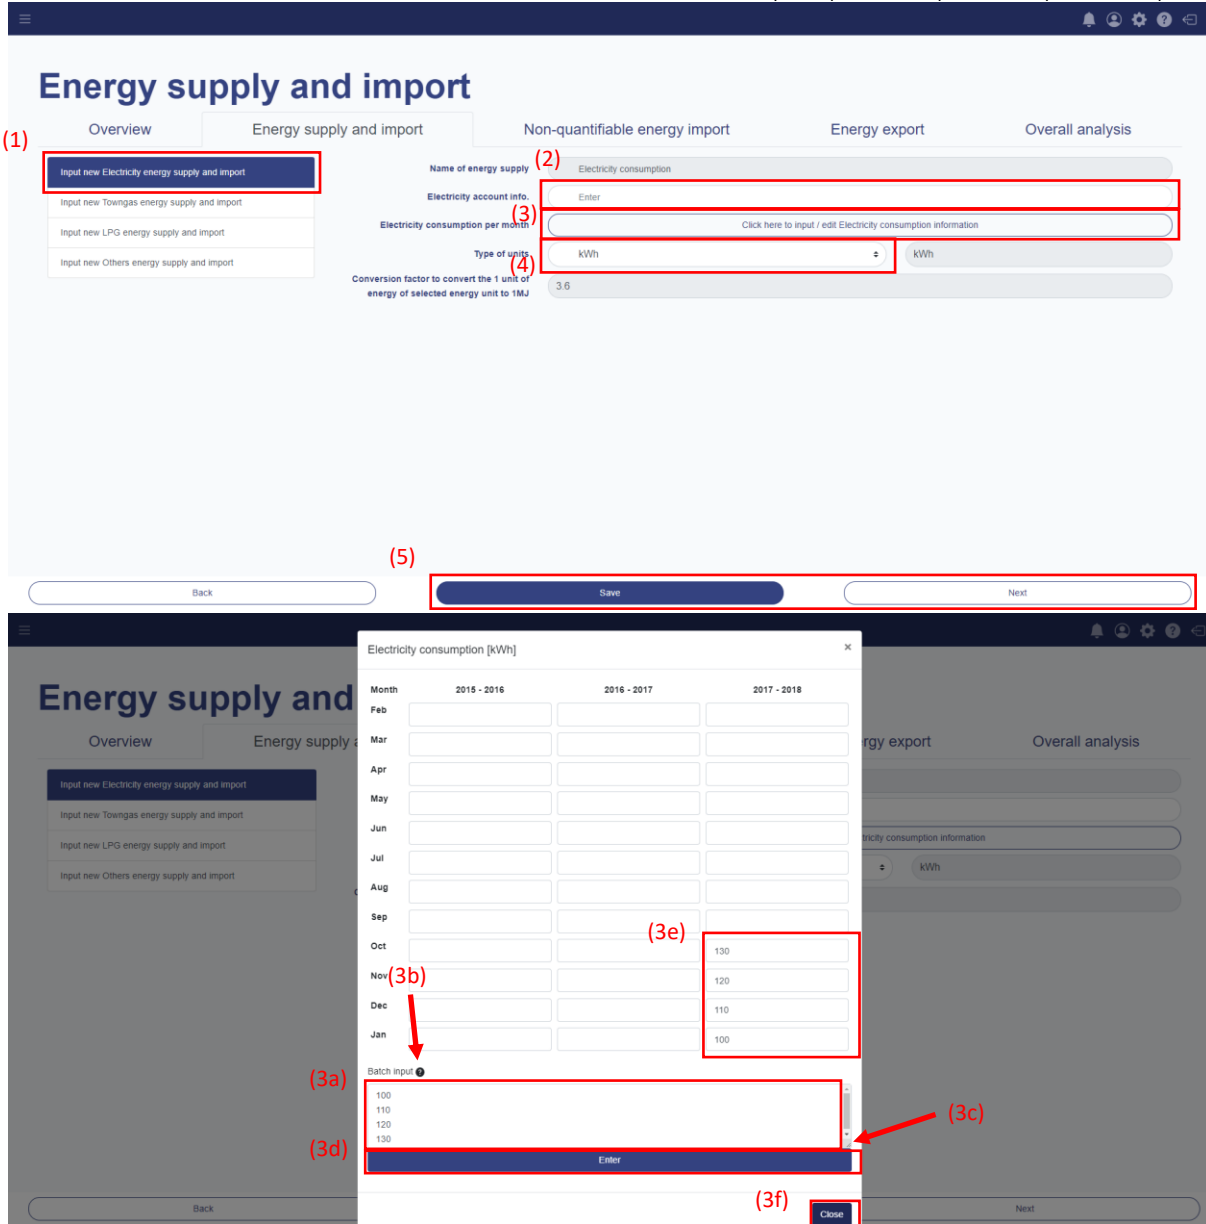 Energy supply and import
Overview
Energy supply and import
Non-quantifiable energy import
Energy export
Overall analysis
(1)
Input new Electricity energy supply and import
Input new Towngas energy supply and import
Input new LPG energy supply and import
Input new Others energy supply and import
Name of energy supply
(2)
Electricity consumption
Electricity account info.
Enter
(3)
Electricity consumption per month
Click here to input / edit Electricity consumption information
Type of units
kWh
kWh
(4)
Conversion factor to convert the 1 unit of
energy of selected energy unit to 1MJ
3.6
(5)
Back
Save
Next
Energy supply and
Overview
Energy supply a
rgy export
Overall analysis
Input new Electricity energy supply and import
Input new Towngas energy supply and import
Input new LPG energy supply and import
Input new Others energy supply and import
tricity consumption information
kWh
Electricity consumption [kWh]
×
Month
2015 - 2016
2016 - 2017
2017 - 2018
Feb
Mar
Apr
May
Jun
Jul
Aug
Sep
(3e)
Oct
130
Nov
(3b)
120
Dec
110
Jan
100
Batch input
(3a)
100
110
120
130
(3c)
(3d)
Enter
(3f)
Close
Back
Next